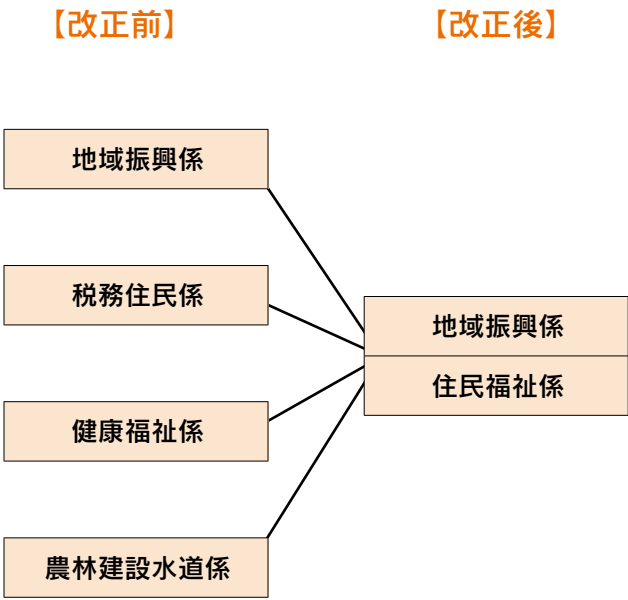 【改正前】
【改正後】
地域振興係
税務住民係
健康福祉係
農林建設水道係
地域振興係
住民福祉係